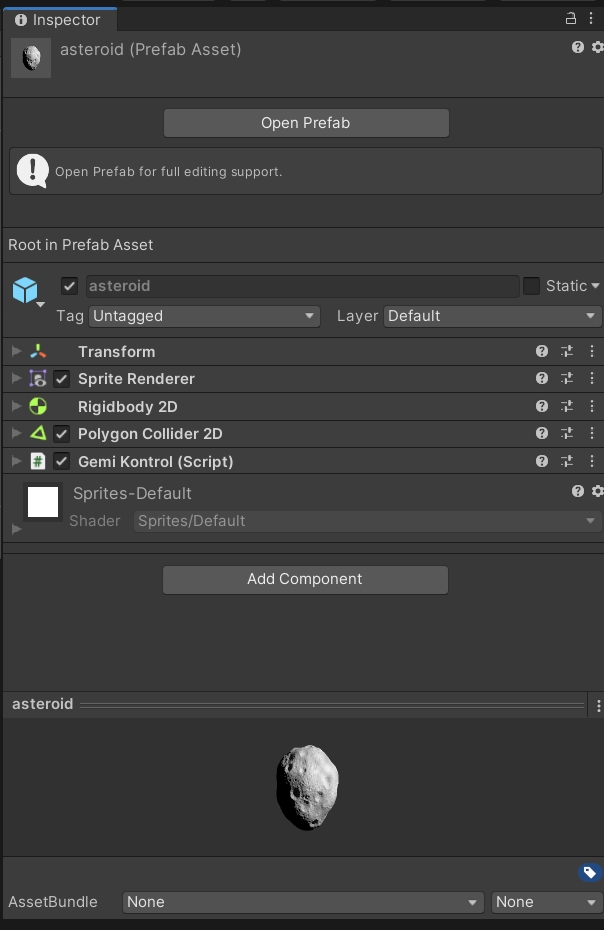 Inspector
asteroid (Prefab Asset)
Open Prefab
Open Prefab for full editing support.
Root in Prefab Asset
asteroid Static
Tag Untagged Layer Default
Transform
Sprite Renderer
Rigidbody 2D
Polygon Collider 2D
Gemi Kontrol (Script)
Sprites-Default
Shader Sprites/Default
Add Component
asteroid
AssetBundle None None